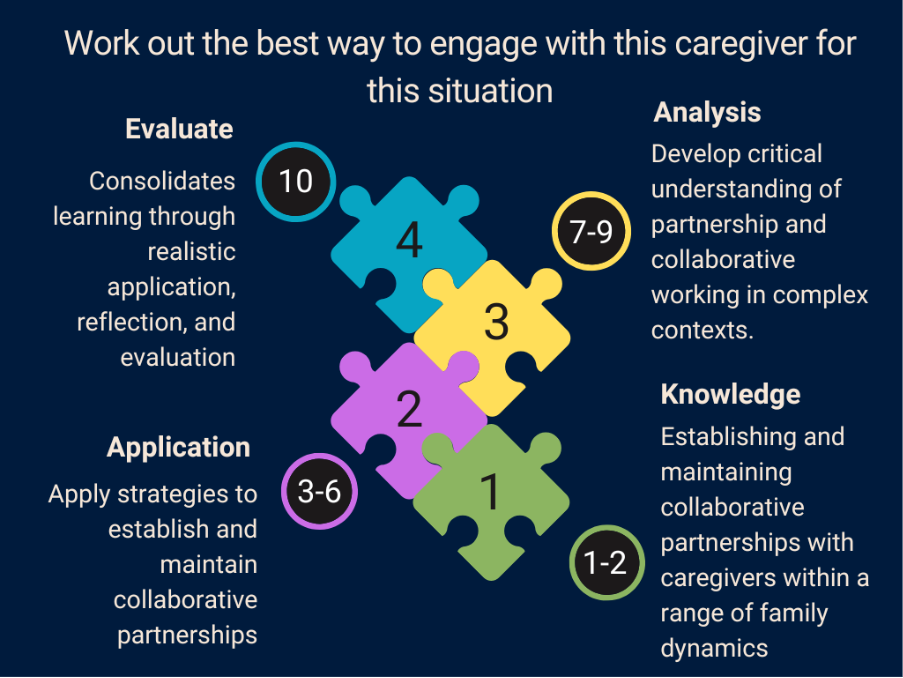 Work out the best way to engage with this caregiver for
this situation
Evaluate
Consolidates
learning through
realistic
application,
reflection, and
evaluation
10
4
Analysis
Develop critical
understanding of
partnership and
collaborative
working in complex
contexts.
7-9
3
Application
Apply strategies to
establish and
maintain
collaborative
partnerships
3-6
2
Knowledge
Establishing and
maintaining
collaborative
partnerships with
caregivers within a
range of family
dynamics
1-2
1